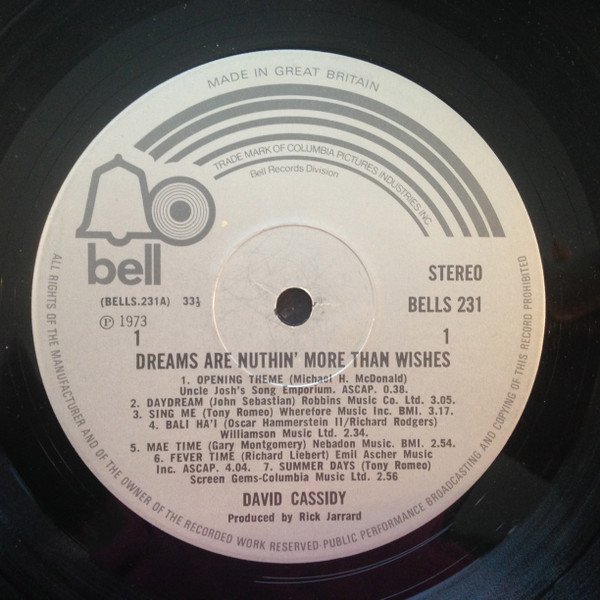 MADE IN GREAT BRITAIN
TRADE MARK OF COLUMBIA PICTURES INDUSTRIES INC.
Bell Records Division
bell
STEREO
(BELLS.231A) 33⅓
BELLS 231
Ⓟ 1973
1
1
DREAMS ARE NUTHIN' MORE THAN WISHES
1. OPENING THEME (Michael H. McDonald)
Uncle Josh's Song Emporium. ASCAP. 0.38.
2. DAYDREAM (John Sebastian) Robbins Music Co Ltd. 3.05.
3. SING ME (Tony Romeo) Wherefore Music Inc. BMI. 3.17.
4. BALI HA'I (Oscar Hammerstein II/Richard Rodgers)
Williamson Music Ltd. 2.34.
5. MAE TIME (Gary Montgomery) Nebadon Music. BMI. 2.54.
6. FEVER TIME (Richard Liebert) Emil Ascher Music
Inc. ASCAP. 4.04. 7. SUMMER DAYS (Tony Romeo)
Screen Gems-Columbia Music Ltd. 2.56
DAVID CASSIDY
Produced by Rick Jarrard
ALL RIGHTS OF THE MANUFACTURER AND OF THE OWNER OF THE RECORDED WORK RESERVED·PUBLIC PERFORMANCE BROADCASTING AND COPYING OF THIS RECORD PROHIBITED